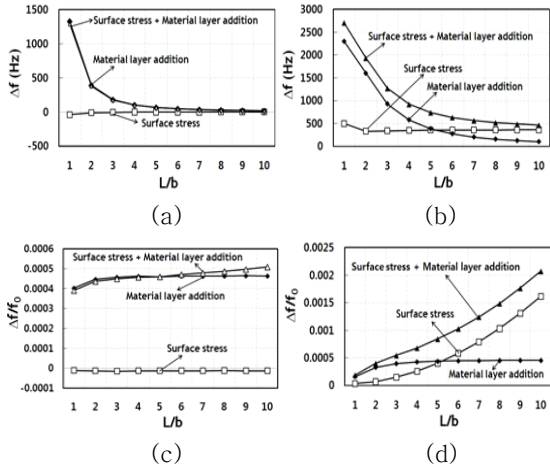 1500
1000
500
0
-500
Δf (Hz)
Surface stress + Material layer addition
Material layer addition
Surface stress
1 2 3 4 5 6 7 8 9 10
L/b
(a)
3000
2500
2000
1500
1000
500
0
Δf (Hz)
Surface stress + Material layer addition
Surface stress
Material layer addition
1 2 3 4 5 6 7 8 9 10
L/b
(b)
0.0006
0.0005
0.0004
0.0003
0.0002
0.0001
0
-0.0001
Δf/f₀
Surface stress + Material layer addition
Material layer addition
Surface stress
1 2 3 4 5 6 7 8 9 10
L/b
(c)
0.0025
0.002
0.0015
0.001
0.0005
0
Δf/f₀
Surface stress + Material layer addition
Surface stress
Material layer addition
1 2 3 4 5 6 7 8 9 10
L/b
(d)